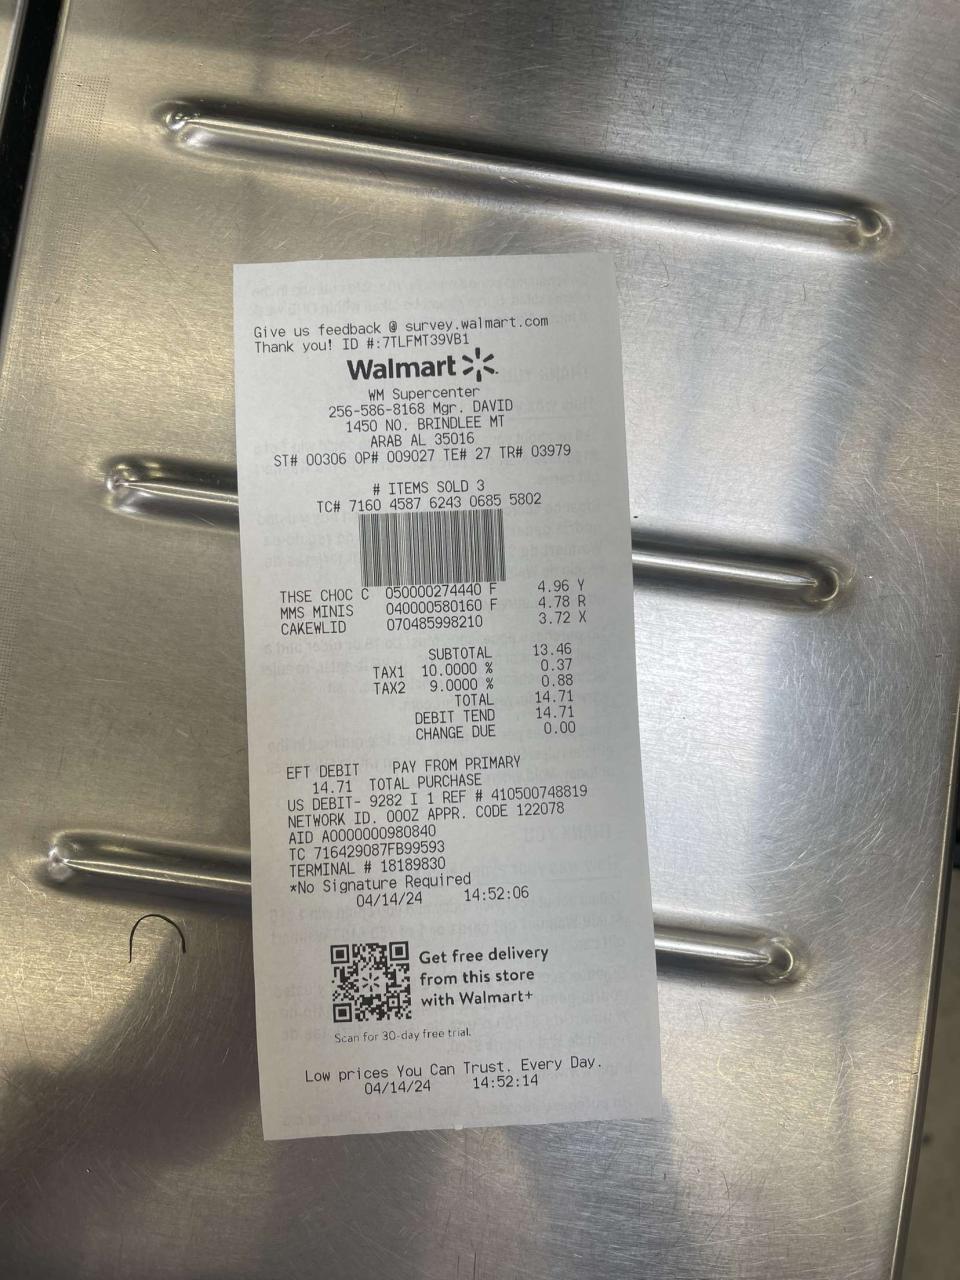 Give us feedback @ survey.walmart.com
Thank you! ID #:7TLFMT39VB1
Walmart
WM Supercenter
256-586-8168 Mgr. DAVID
1450 NO. BRINDLEE MT
ARAB AL 35016
ST# 00306 OP# 009027 TE# 27 TR# 03979
# ITEMS SOLD 3
TC# 7160 4587 6243 0685 5802
THSE CHOC C 050000274440 F 4.96 Y
MMS MINIS 040000580160 F 4.78 R
CAKEWLID 070485998210 3.72 X
SUBTOTAL 13.46
TAX1 10.0000 % 0.37
TAX2 9.0000 % 0.88
TOTAL 14.71
DEBIT TEND 14.71
CHANGE DUE 0.00
EFT DEBIT PAY FROM PRIMARY
14.71 TOTAL PURCHASE
US DEBIT- 9282 I 1 REF # 410500748819
NETWORK ID. 000Z APPR. CODE 122078
AID A0000000980840
TC 716429087FB99593
TERMINAL # 18189830
*No Signature Required
04/14/24 14:52:06
Get free delivery
from this store
with Walmart+
Scan for 30-day free trial.
Low prices You Can Trust. Every Day.
04/14/24 14:52:14